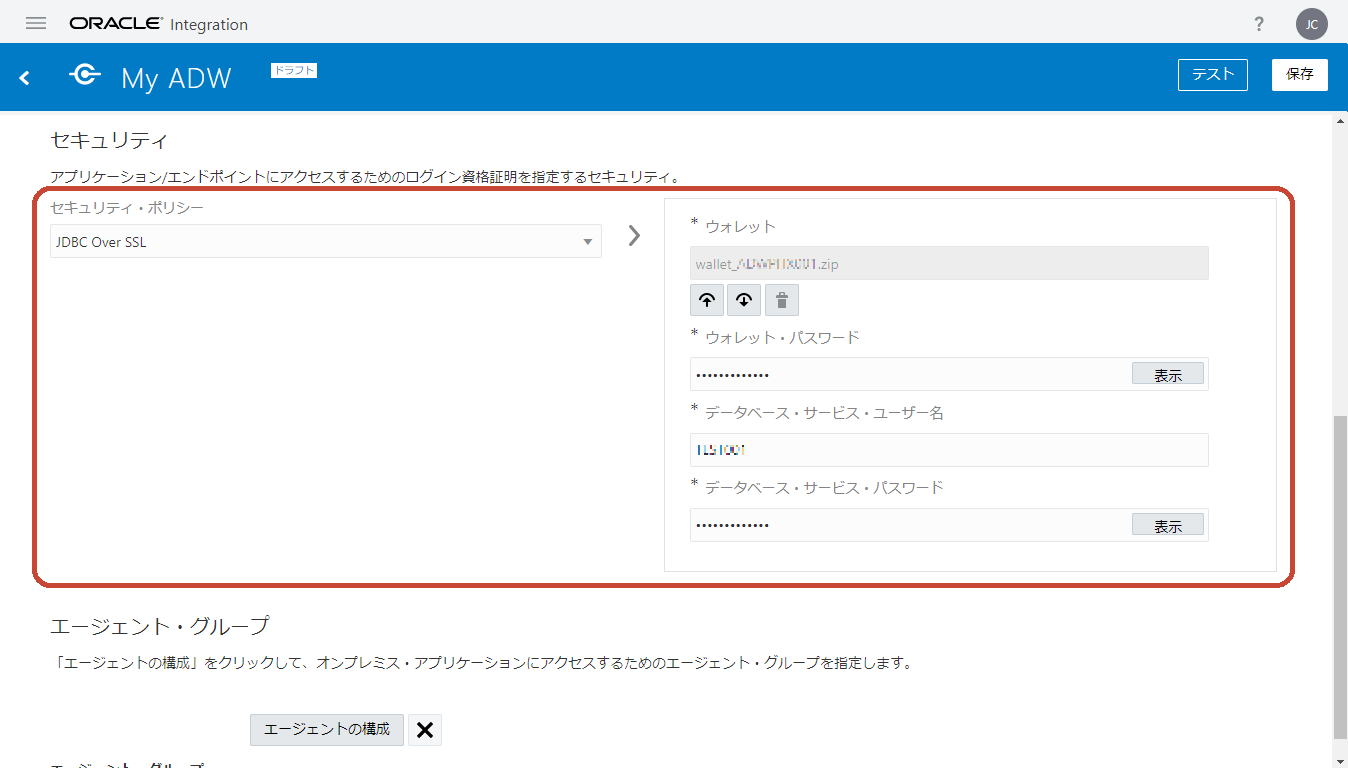 ORACLE Integration
?
JC
My ADW
ドラフト
テスト
保存
セキュリティ
アプリケーション/エンドポイントにアクセスするためのログイン資格証明を指定するセキュリティ。
セキュリティ・ポリシー
JDBC Over SSL
* ウォレット
wallet_ .zip
* ウォレット・パスワード
•••••••••••••
表示
* データベース・サービス・ユーザー名
* データベース・サービス・パスワード
•••••••••••••
表示
エージェント・グループ
「エージェントの構成」をクリックして、オンプレミス・アプリケーションにアクセスするためのエージェント・グループを指定します。
エージェントの構成